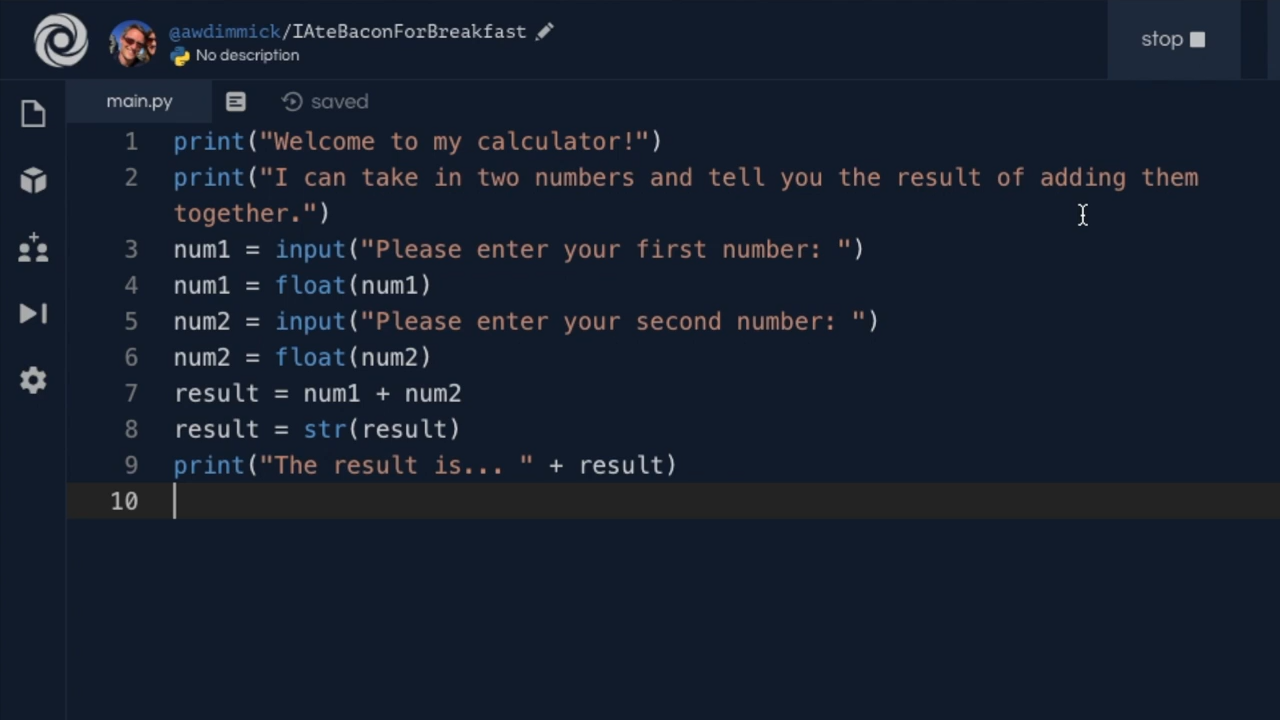 @awdimmick/IAteBaconForBreakfast
No description
stop
main.py
saved
1 print("Welcome to my calculator!")
2 print("I can take in two numbers and tell you the result of adding them
together.")
3 num1 = input("Please enter your first number: ")
4 num1 = float(num1)
5 num2 = input("Please enter your second number: ")
6 num2 = float(num2)
7 result = num1 + num2
8 result = str(result)
9 print("The result is... " + result)
10